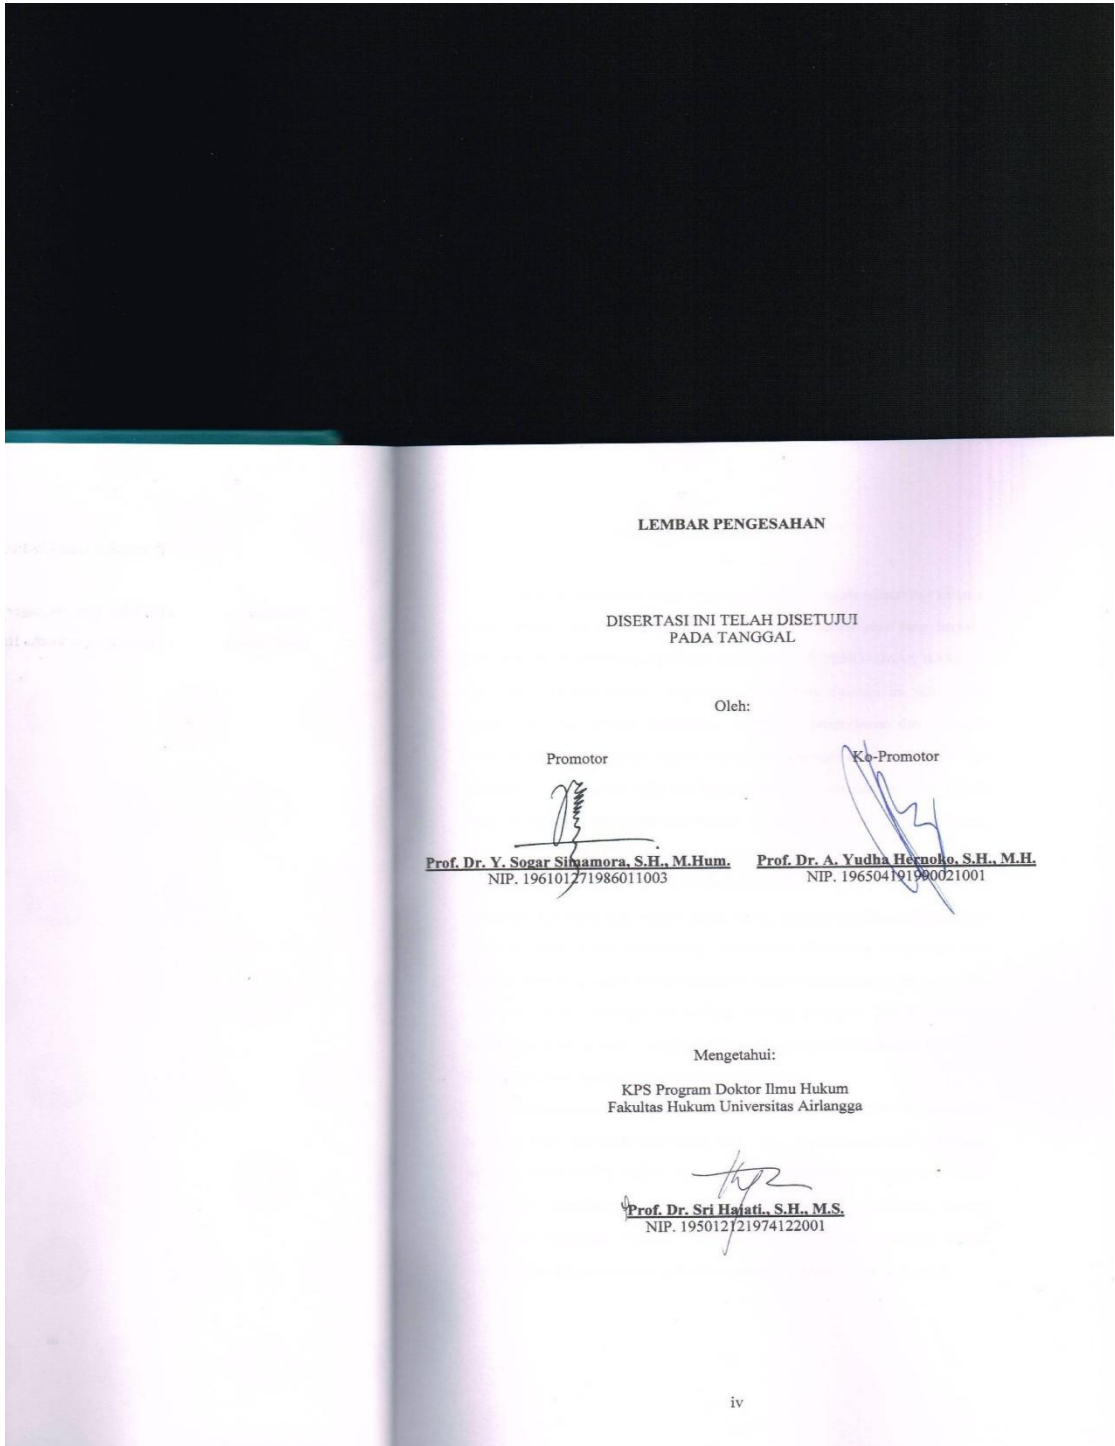 LEMBAR PENGESAHAN
DISERTASI INI TELAH DISETUJUI
PADA TANGGAL
Oleh:
Promotor
Ko-Promotor
Prof. Dr. Y. Sogar Simamora, S.H., M.Hum.
NIP. 196101271986011003
Prof. Dr. A. Yudha Hernoko, S.H., M.H.
NIP. 196504191990021001
Mengetahui:
KPS Program Doktor Ilmu Hukum
Fakultas Hukum Universitas Airlangga
Prof. Dr. Sri Hajati., S.H., M.S.
NIP. 195012121974122001
iv